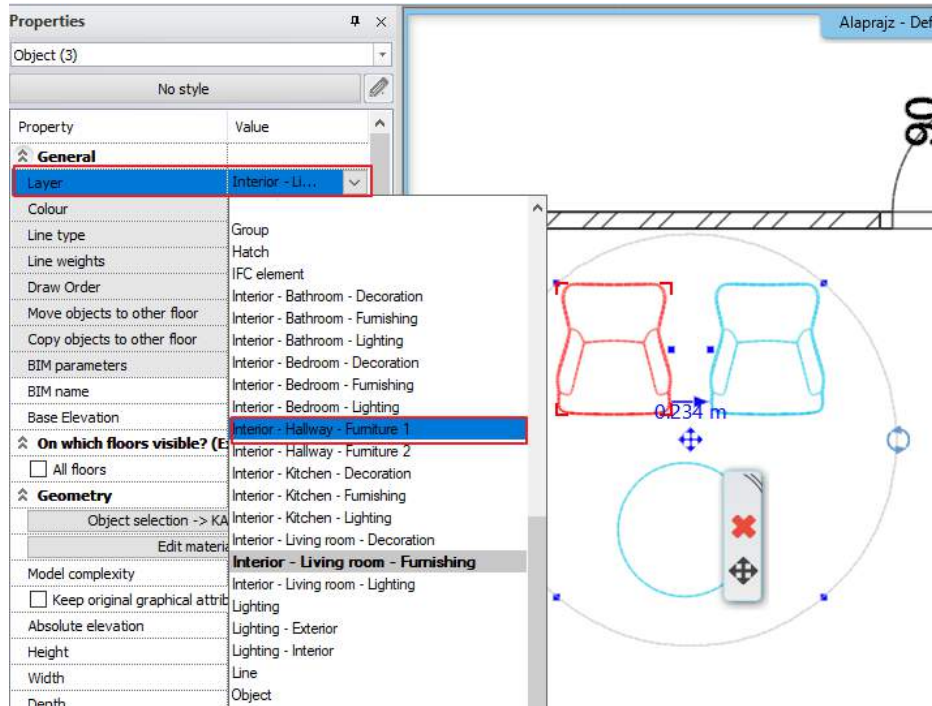 Properties
Object (3)
No style
Property Value
General
Layer Interior - Li...
Colour
Line type
Line weights
Draw Order
Move objects to other floor
Copy objects to other floor
BIM parameters
BIM name
Base Elevation
On which floors visible? (E
All floors
Geometry
Object selection -> KA
Edit materia
Model complexity
Keep original graphical attrib
Absolute elevation
Height
Width
Depth
Group
Hatch
IFC element
Interior - Bathroom - Decoration
Interior - Bathroom - Furnishing
Interior - Bathroom - Lighting
Interior - Bedroom - Decoration
Interior - Bedroom - Furnishing
Interior - Bedroom - Lighting
Interior - Hallway - Furniture 1
Interior - Hallway - Furniture 2
Interior - Kitchen - Decoration
Interior - Kitchen - Furnishing
Interior - Kitchen - Lighting
Interior - Living room - Decoration
Interior - Living room - Furnishing
Interior - Living room - Lighting
Lighting
Lighting - Exterior
Lighting - Interior
Line
Object
Alaprajz - Def
0.234 m